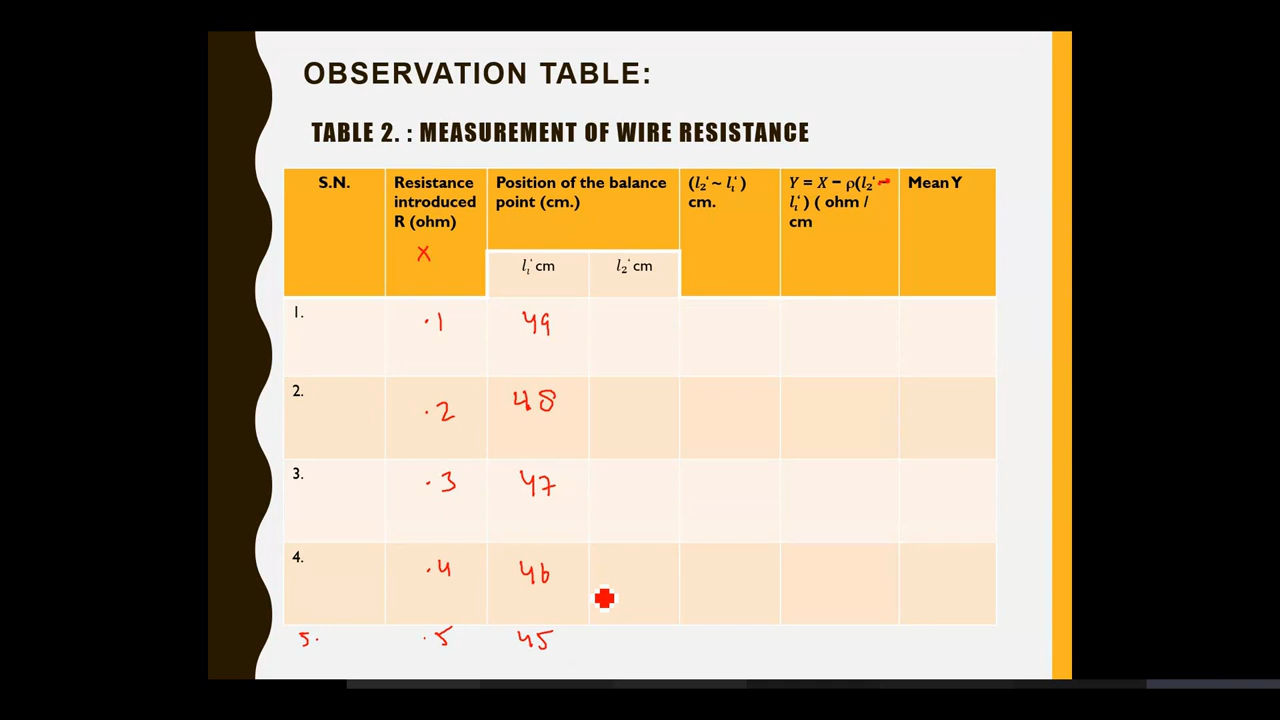 OBSERVATION TABLE:
TABLE 2. : MEASUREMENT OF WIRE RESISTANCE
S.N.
Resistance
introduced
R (ohm)
X
Position of the balance
point (cm.)
l₁' cm
l₂' cm
(l₂' ~ l₁')
cm.
Y = X − ρ(l₂' -
l₁') ( ohm /
cm
Mean Y
1. .1 49
2. .2 48
3. .3 47
4. .4 46
5. .5 45